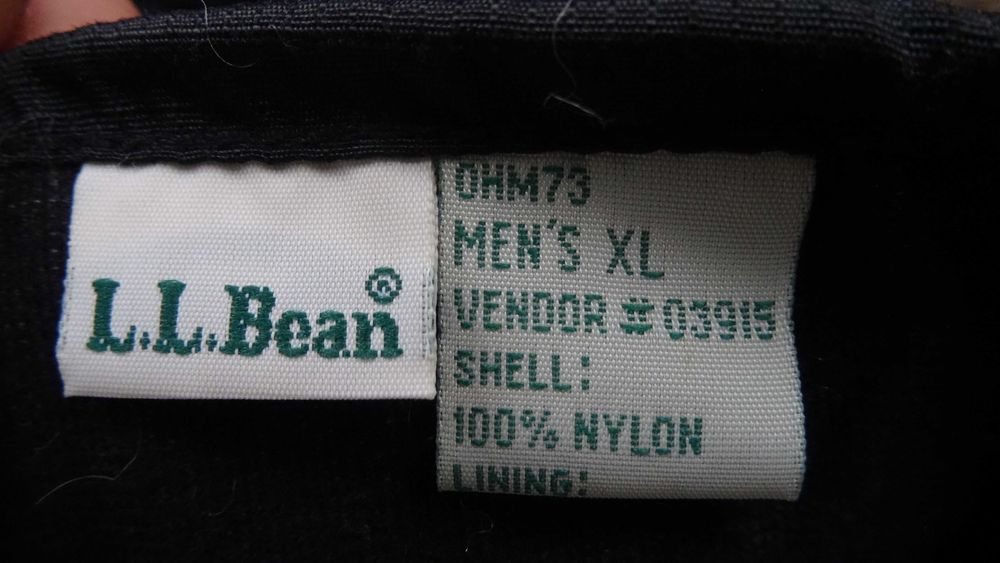 L.L.Bean®
0HM73
MEN'S XL
VENDOR #03915
SHELL:
100% NYLON
LINING: